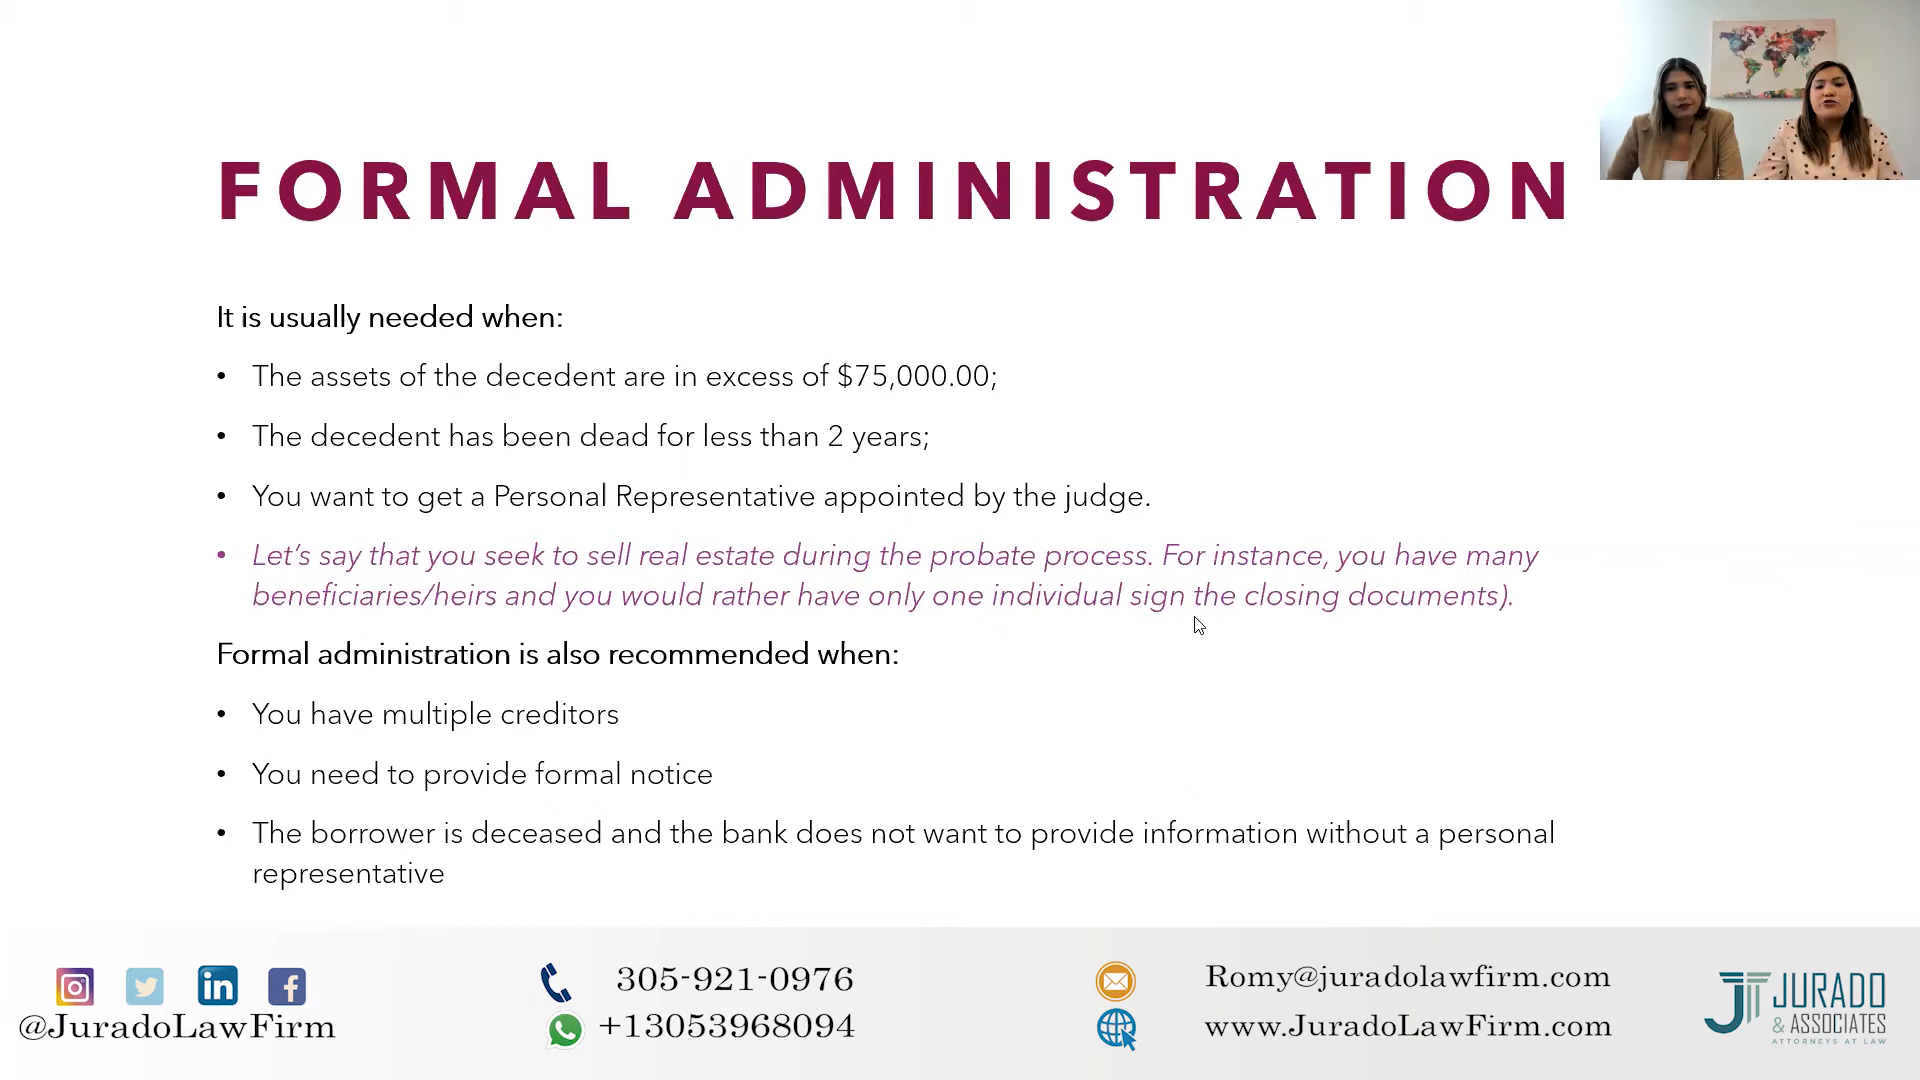 FORMAL ADMINISTRATION
It is usually needed when:
• The assets of the decedent are in excess of $75,000.00;
• The decedent has been dead for less than 2 years;
• You want to get a Personal Representative appointed by the judge.
• Let’s say that you seek to sell real estate during the probate process. For instance, you have many
beneficiaries/heirs and you would rather have only one individual sign the closing documents).
Formal administration is also recommended when:
• You have multiple creditors
• You need to provide formal notice
• The borrower is deceased and the bank does not want to provide information without a personal
representative
@JuradoLawFirm
305-921-0976
+13053968094
Romy@juradolawfirm.com
www.JuradoLawFirm.com
JURADO
& ASSOCIATES
ATTORNEYS AT LAW